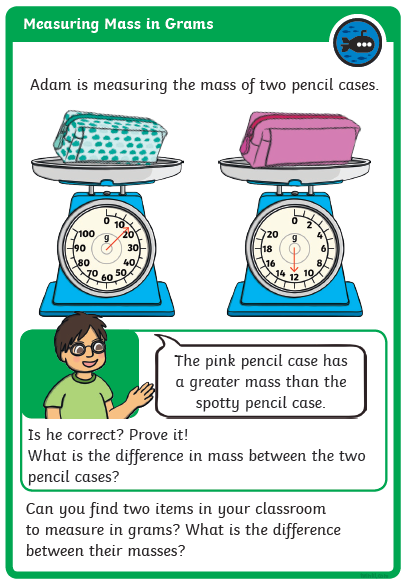 Measuring Mass in Grams
Adam is measuring the mass of two pencil cases.
0
10
20
30
40
50
60
70
80
90
100
g
0
2
4
6
8
10
12
14
16
18
20
g
The pink pencil case has
a greater mass than the
spotty pencil case.
Is he correct? Prove it!
What is the difference in mass between the two
pencil cases?
Can you find two items in your classroom
to measure in grams? What is the difference
between their masses?